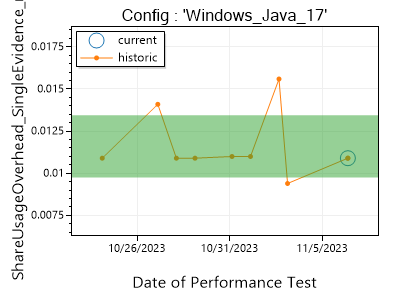 Config : 'Windows_Java_17'
ShareUsageOverhead_SingleEvidence_
0.0175
0.015
0.0125
0.01
0.0075
current
historic
10/26/2023
10/31/2023
11/5/2023
Date of Performance Test